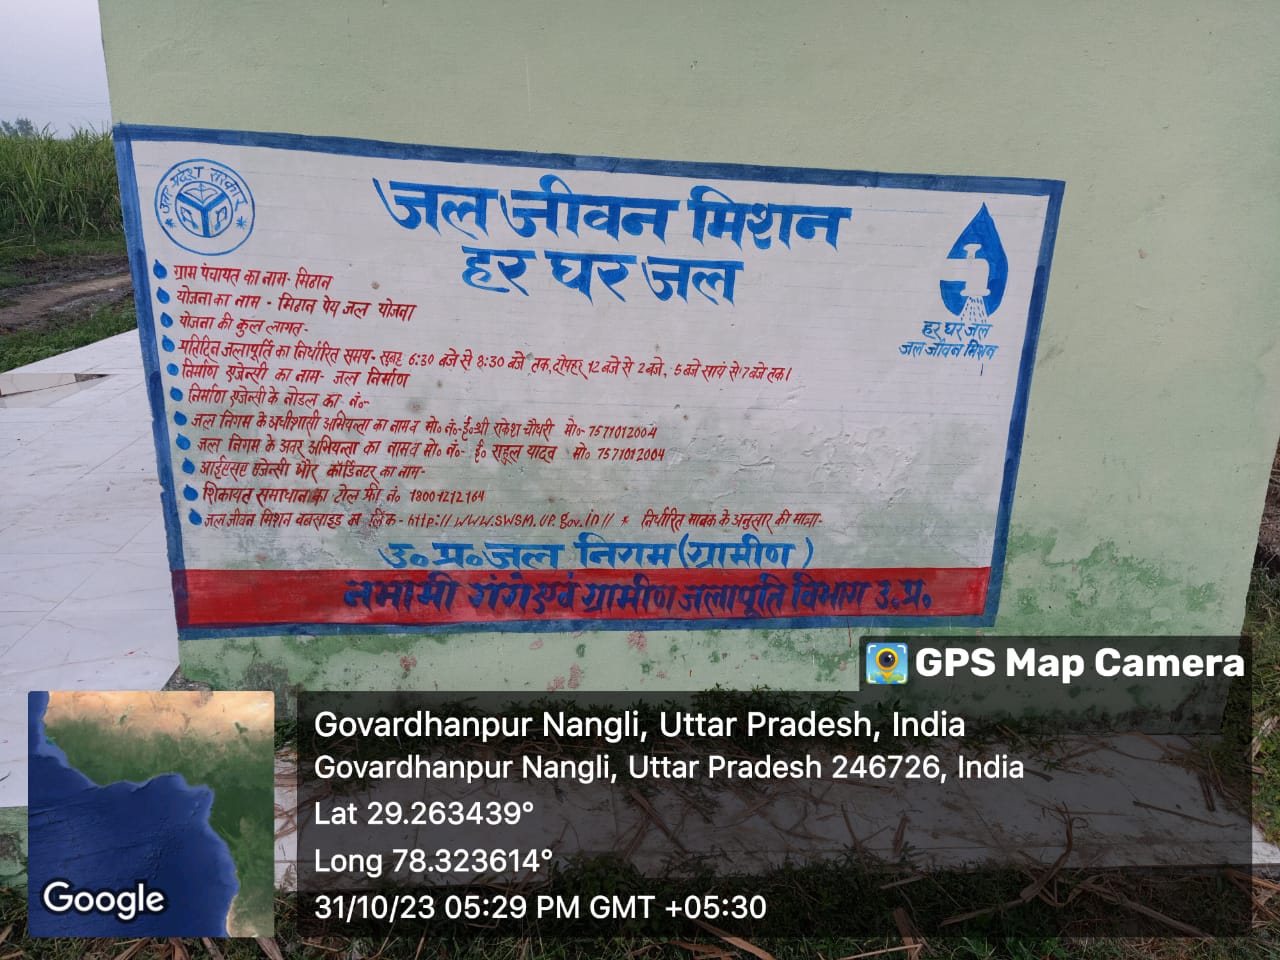 उत्तर प्रदेश सरकार
जल जीवन मिशन
हर घर जल
हर घर जल
जल जीवन मिशन
ग्राम पंचायत का नाम- मिठान
योजना का नाम - मिठान पेय जल योजना
योजना की कुल लागत-
प्रतिदिन जलापूर्ति का निर्धारित समय- सुबह 6:30 बजे से 8:30 बजे तक, दोपहर 12 बजे से 2 बजे, 5 बजे सायं से 7 बजे तक।
निर्माण एजेन्सी का नाम- जल निर्माण
निर्माण एजेन्सी के नोडल का नं०-
जल निगम के अधीशासी अभियन्ता का नाम व मो० नं०-ई० श्री राकेश चौधरी मो०- 7571012004
जल निगम के अवर अभियन्ता का नाम व मो० नं०- ई० राहुल यादव मो० 7571012004
आईएसए एजेन्सी और कॉर्डिनेटर का नाम-
शिकायत समाधान का टोल फ्री नं० 18001212164
जल जीवन मिशन वेबसाइड का लिंक- http://www.swsm.up.gov.in// * निर्धारित मानक के अनुसार की मात्रा-
उ०प्र०जल निगम (ग्रामीण)
नमामी गंगे एवं ग्रामीण जलापूर्ति विभाग उ.प्र.
GPS Map Camera
Govardhanpur Nangli, Uttar Pradesh, India
Govardhanpur Nangli, Uttar Pradesh 246726, India
Lat 29.263439°
Long 78.323614°
31/10/23 05:29 PM GMT +05:30
Google